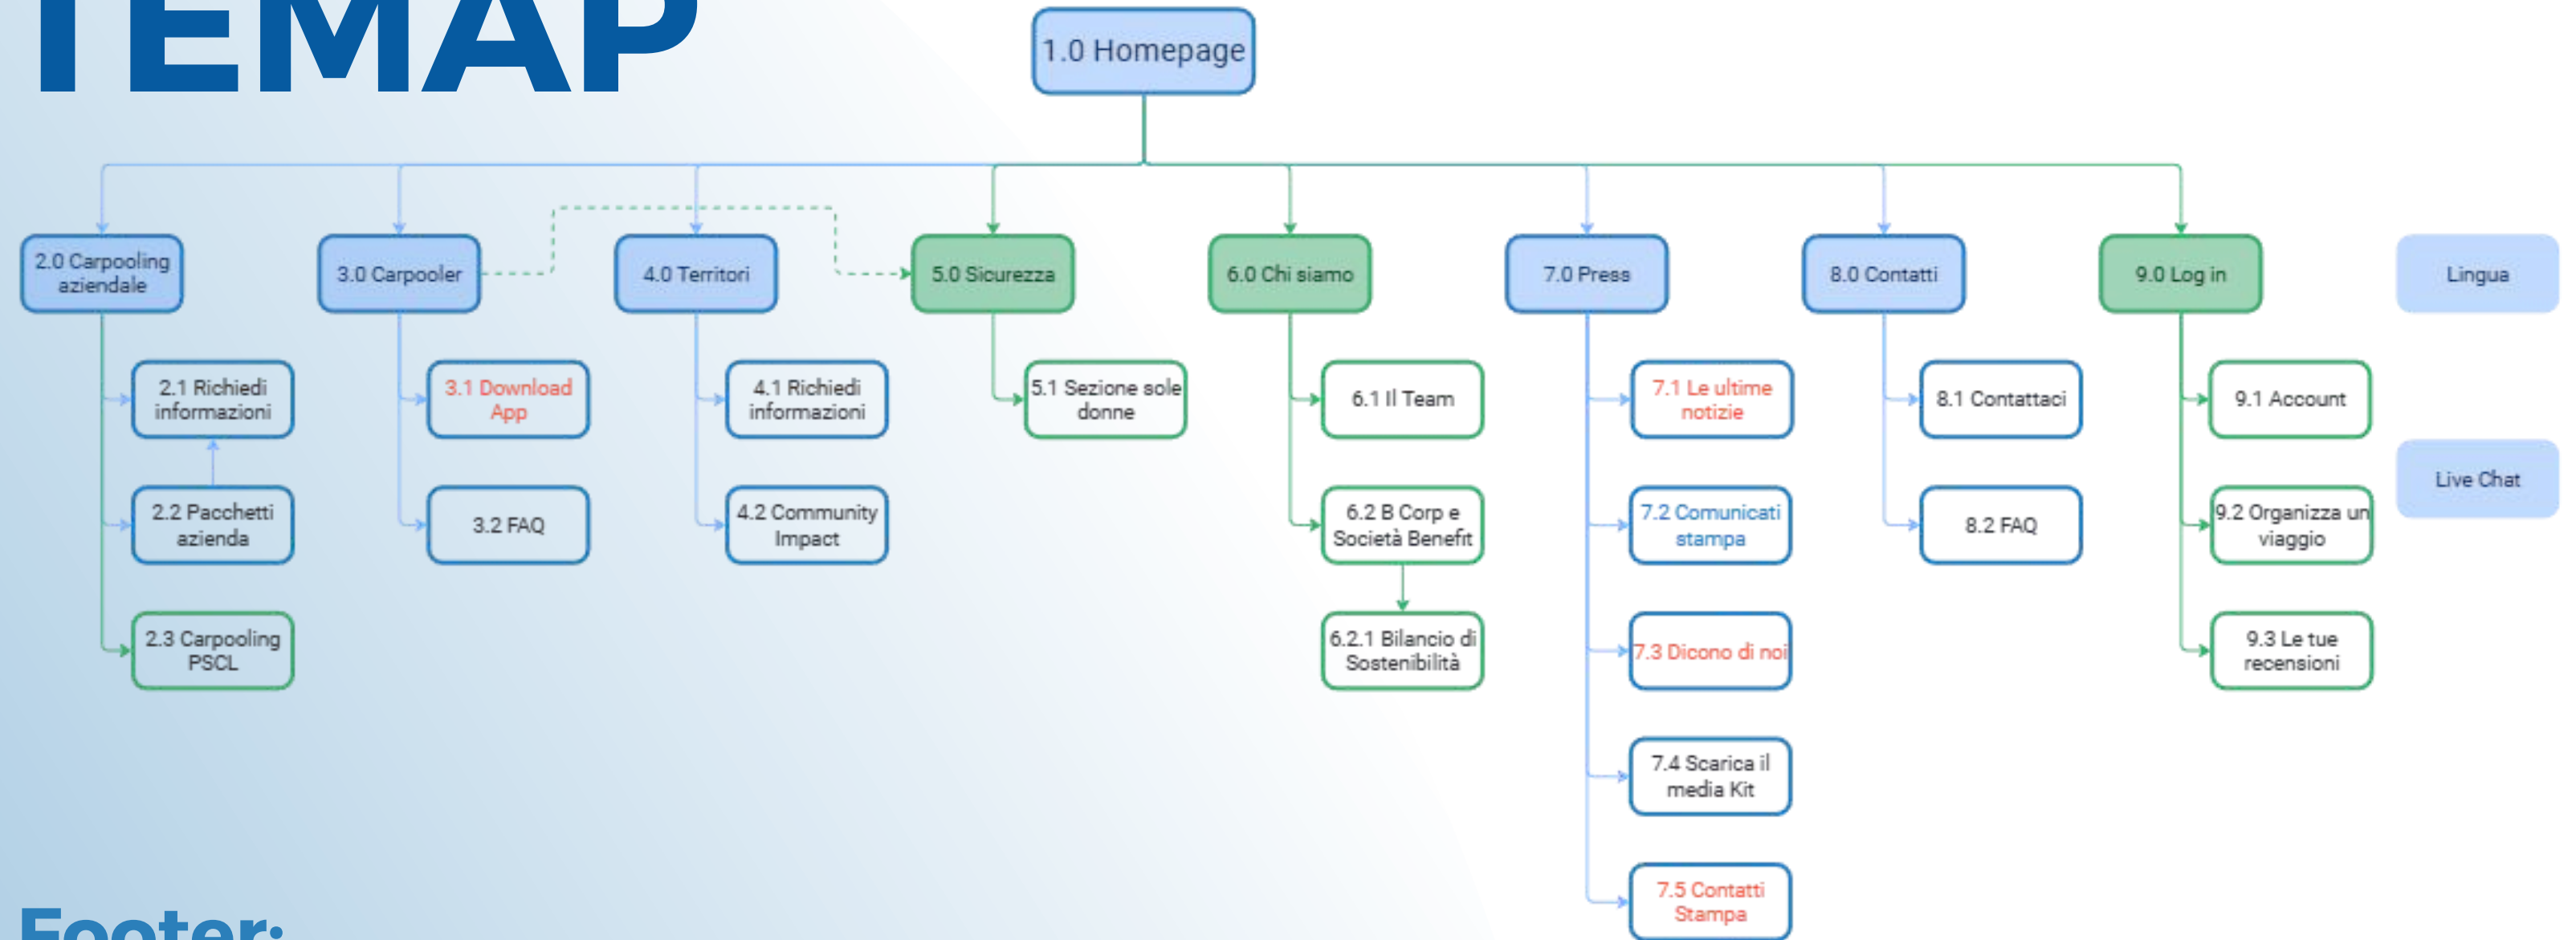 TEMAP
1.0 Homepage
2.0 Carpooling
aziendale
3.0 Carpooler
4.0 Territori
5.0 Sicurezza
6.0 Chi siamo
7.0 Press
8.0 Contatti
9.0 Log in
Lingua
2.1 Richiedi
informazioni
3.1 Download
App
4.1 Richiedi
informazioni
5.1 Sezione sole
donne
6.1 Il Team
7.1 Le ultime
notizie
8.1 Contattaci
9.1 Account
Live Chat
2.2 Pacchetti
azienda
3.2 FAQ
4.2 Community
Impact
6.2 B Corp e
Società Benefit
7.2 Comunicati
stampa
8.2 FAQ
9.2 Organizza un
viaggio
2.3 Carpooling
PSCL
6.2.1 Bilancio di
Sostenibilità
7.3 Dicono di noi
9.3 Le tue
recensioni
7.4 Scarica il
media Kit
7.5 Contatti
Stampa
Footer: